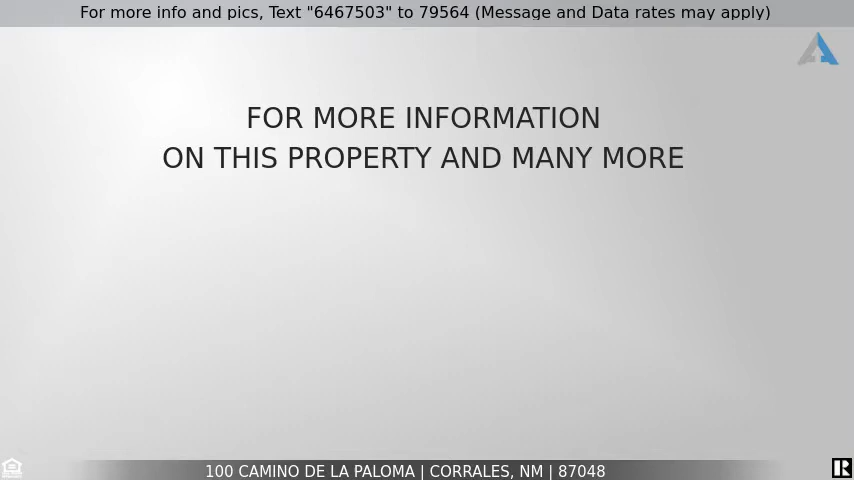 For more info and pics, Text "6467503" to 79564 (Message and Data rates may apply)
FOR MORE INFORMATION
ON THIS PROPERTY AND MANY MORE
100 CAMINO DE LA PALOMA | CORRALES, NM | 87048